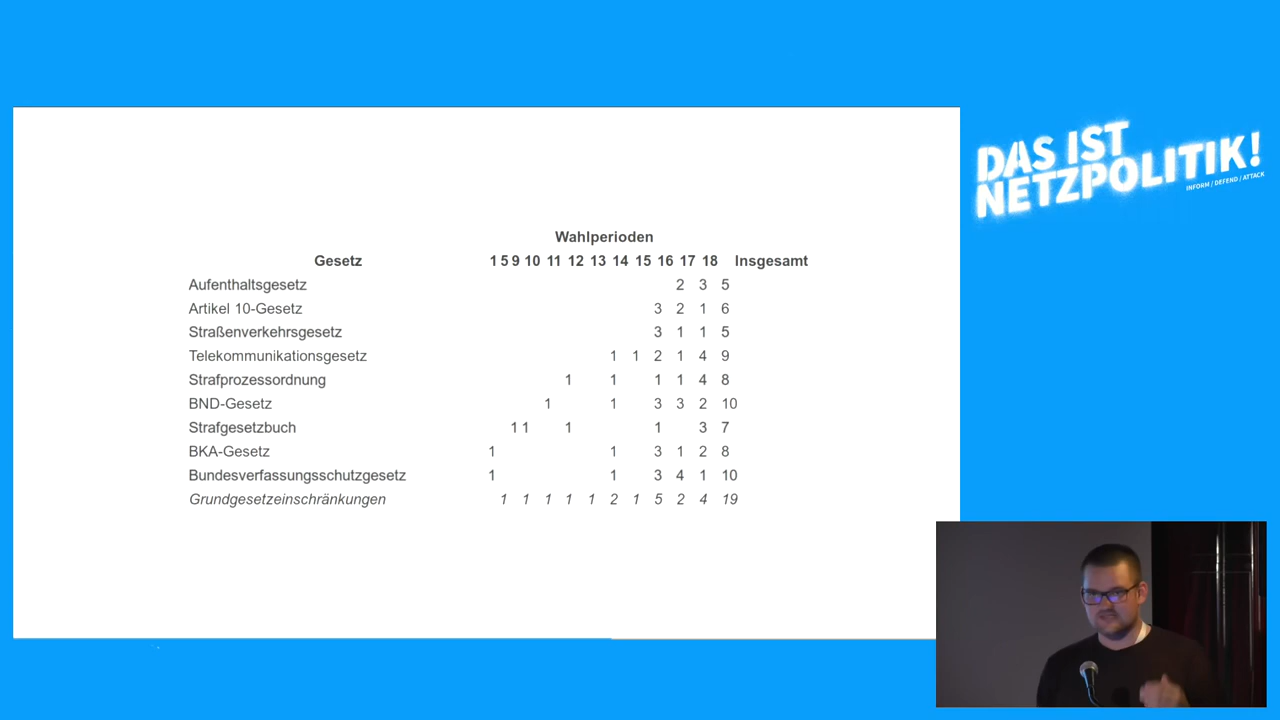 DAS IST
NETZPOLITIK!
INFORM / DEFEND / ATTACK
Wahlperioden
Gesetz 1 5 9 10 11 12 13 14 15 16 17 18 Insgesamt
Aufenthaltsgesetz 2 3 5
Artikel 10-Gesetz 3 2 1 6
Straßenverkehrsgesetz 3 1 1 5
Telekommunikationsgesetz 1 1 2 1 4 9
Strafprozessordnung 1 1 1 1 4 8
BND-Gesetz 1 1 3 3 2 10
Strafgesetzbuch 1 1 1 1 3 7
BKA-Gesetz 1 1 3 1 2 8
Bundesverfassungsschutzgesetz 1 1 3 4 1 10
Grundgesetzeinschränkungen 1 1 1 1 1 2 1 5 2 4 19